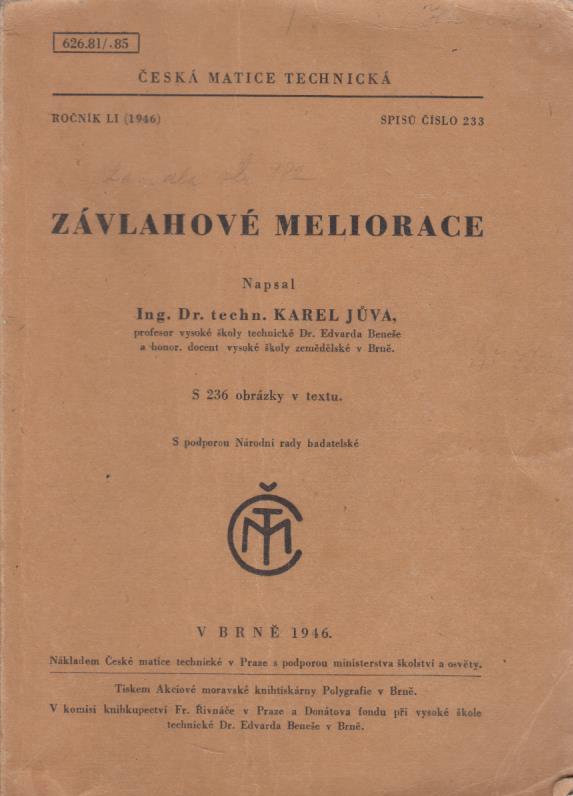 626.81/.85
ČESKÁ MATICE TECHNICKÁ
ROČNÍK LI (1946) SPISŮ ČÍSLO 233
ZÁVLAHOVÉ MELIORACE
Napsal
Ing. Dr. techn. KAREL JŮVA,
profesor vysoké školy technické Dr. Edvarda Beneše
a honor. docent vysoké školy zemědělské v Brně.
S 236 obrázky v textu.
S podporou Národní rady badatelské
ČMT
V BRNĚ 1946.
Nákladem České matice technické v Praze s podporou ministerstva školství a osvěty.
Tiskem Akciové moravské knihtiskárny Polygrafie v Brně.
V komisi knihkupectví Fr. Řivnáče v Praze a Donátova fondu při vysoké škole
technické Dr. Edvarda Beneše v Brně.